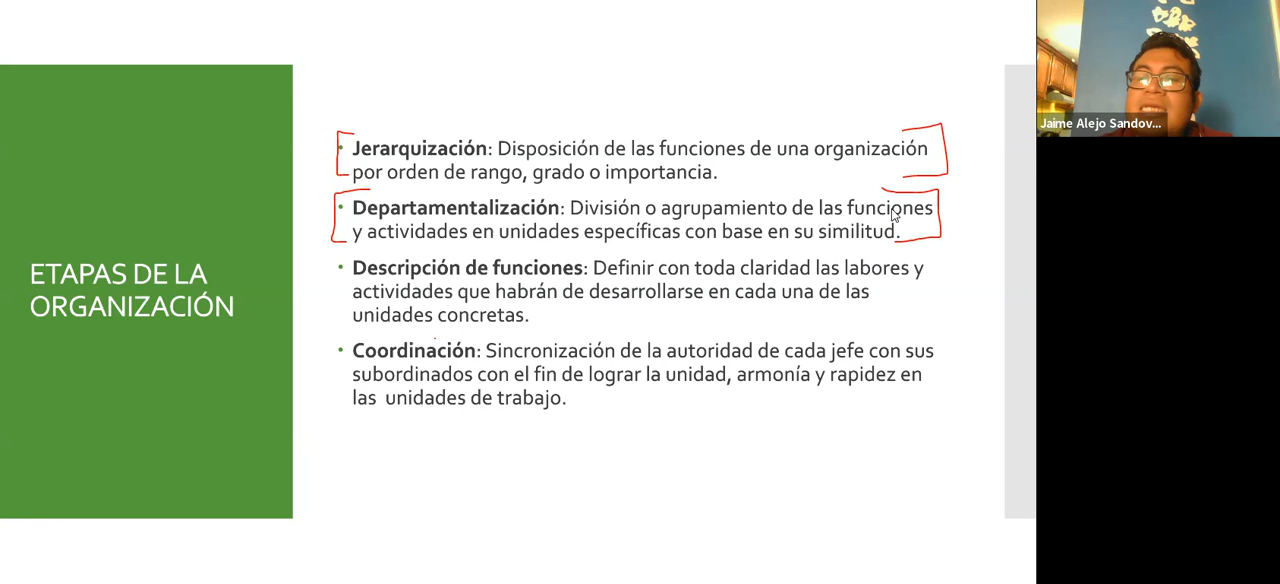 ETAPAS DE LA
ORGANIZACIÓN
• Jerarquización: Disposición de las funciones de una organización
por orden de rango, grado o importancia.
• Departamentalización: División o agrupamiento de las funciones
y actividades en unidades específicas con base en su similitud.
• Descripción de funciones: Definir con toda claridad las labores y
actividades que habrán de desarrollarse en cada una de las
unidades concretas.
• Coordinación: Sincronización de la autoridad de cada jefe con sus
subordinados con el fin de lograr la unidad, armonía y rapidez en
las unidades de trabajo.
Jaime Alejo Sandov...